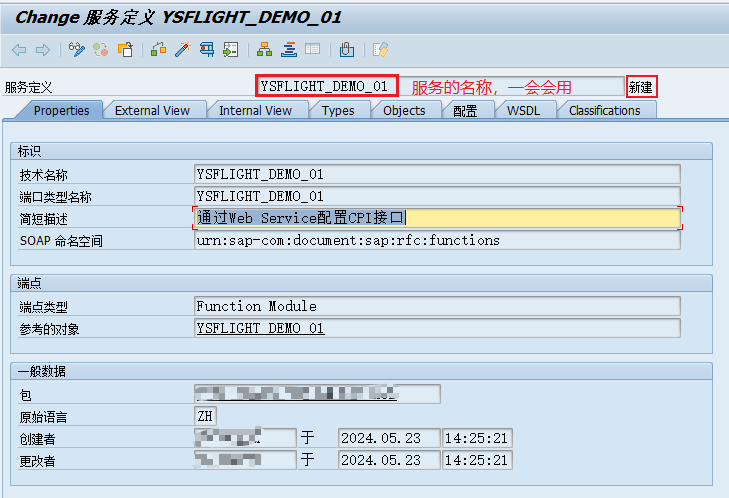 Change 服务定义 YSFLIGHT_DEMO_01
服务定义 YSFLIGHT_DEMO_01 服务的名称，一会会用 新建
Properties External View Internal View Types Objects 配置 WSDL Classifications
标识
技术名称 YSFLIGHT_DEMO_01
端口类型名称 YSFLIGHT_DEMO_01
简短描述 通过Web Service配置CPI接口
SOAP 命名空间 urn:sap-com:document:sap:rfc:functions
端点
端点类型 Function Module
参考的对象 YSFLIGHT_DEMO_01
一般数据
包
原始语言 ZH
创建者 于 2024.05.23 14:25:21
更改者 于 2024.05.23 14:25:21